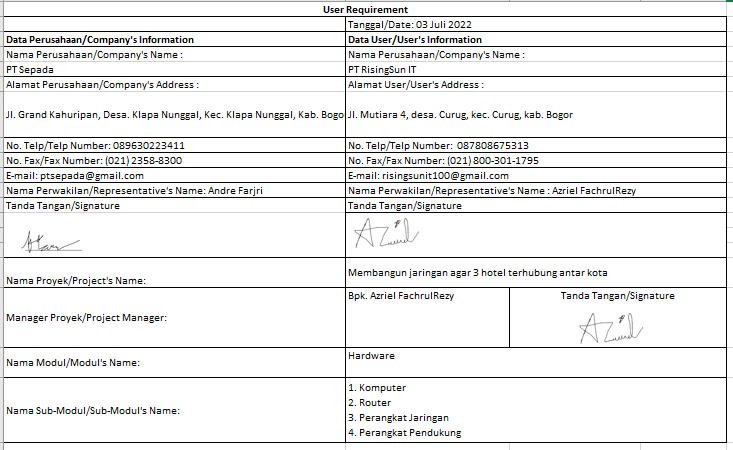 User Requirement
Tanggal/Date: 03 Juli 2022
Data Perusahaan/Company's Information
Data User/User's Information
Nama Perusahaan/Company's Name :
Nama Perusahaan/Company's Name :
PT Sepada
PT RisingSun IT
Alamat Perusahaan/Company's Address :
Alamat User/User's Address :
Jl. Grand Kahuripan, Desa. Klapa Nunggal, Kec. Klapa Nunggal, Kab. Bogo
Jl. Mutiara 4, desa. Curug, kec. Curug, kab. Bogor
No. Telp/Telp Number: 089630223411
No. Telp/Telp Number: 087808675313
No. Fax/Fax Number: (021) 2358-8300
No. Fax/Fax Number: (021) 800-301-1795
E-mail: ptsepada@gmail.com
E-mail: risingsunit100@gmail.com
Nama Perwakilan/Representative's Name: Andre Farjri
Nama Perwakilan/Representative's Name : Azriel FachrulRezy
Tanda Tangan/Signature
Tanda Tangan/Signature
Nama Proyek/Project's Name:
Membangun jaringan agar 3 hotel terhubung antar kota
Manager Proyek/Project Manager:
Bpk. Azriel FachrulRezy
Tanda Tangan/Signature
Nama Modul/Modul's Name:
Hardware
Nama Sub-Modul/Sub-Modul's Name:
1. Komputer
2. Router
3. Perangkat Jaringan
4. Perangkat Pendukung